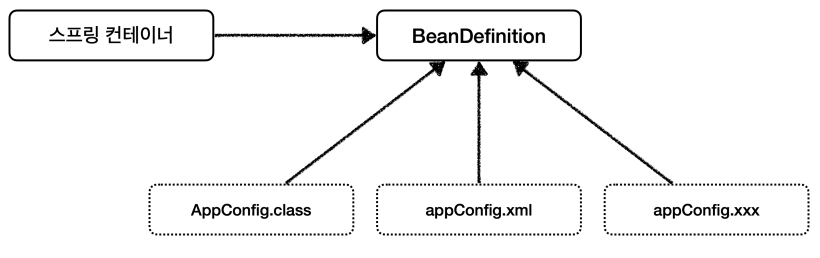 스프링 컨테이너
BeanDefinition
AppConfig.class
appConfig.xml
appConfig.xxx